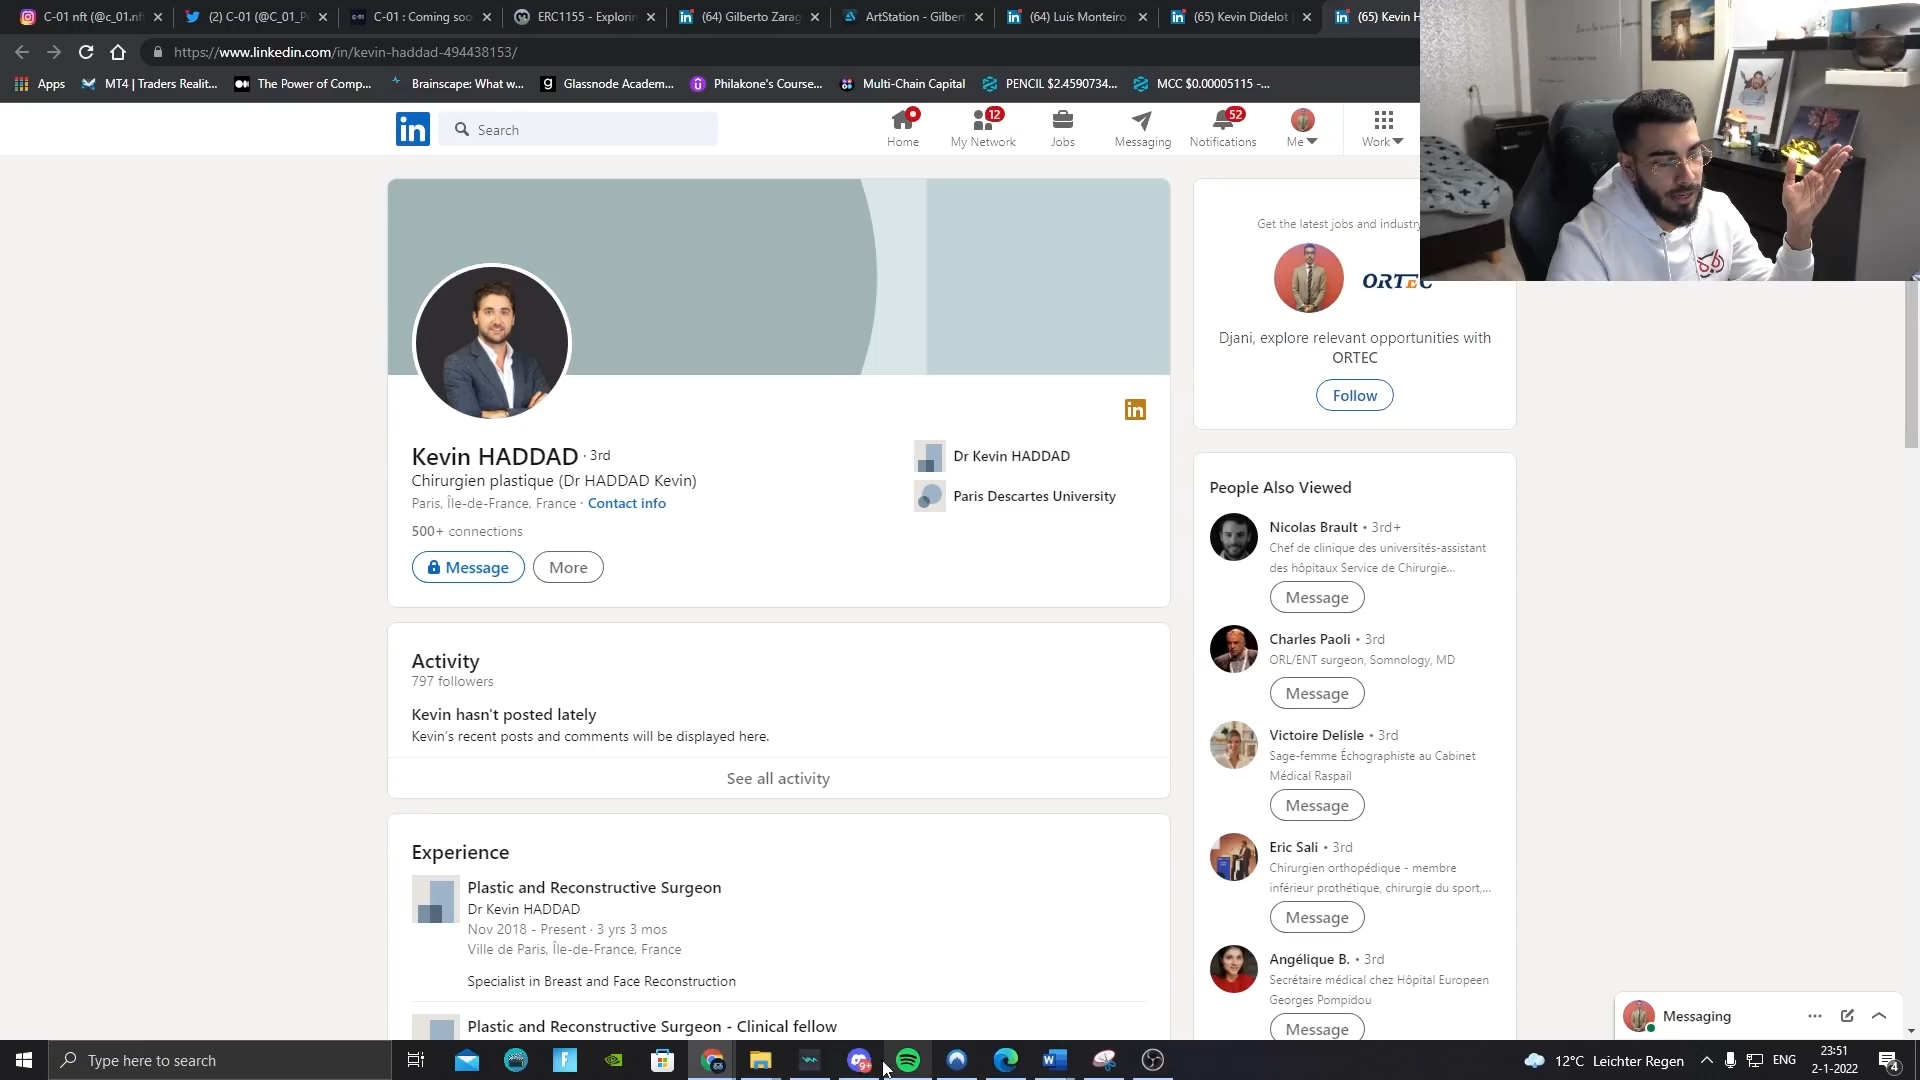 C-01 nft (@c_01.nf
(2) C-01 (@C_01_P
C-01 : Coming soo
ERC1155 - Explorin
(64) Gilberto Zarag
ArtStation - Gilbert
(64) Luis Monteiro
(65) Kevin Didelot |
(65) Kevin H
https://www.linkedin.com/in/kevin-haddad-494438153/
Apps
MT4 | Traders Realit...
The Power of Comp...
Brainscape: What w...
Glassnode Academ...
Philakone's Course...
Multi-Chain Capital
PENCIL $2.4590734...
MCC $0.00005115 -...
in
Search
Home
12
My Network
Jobs
Messaging
52
Notifications
Me
Work
Get the latest jobs and industry
ORTEC
Djani, explore relevant opportunities with
ORTEC
Follow
in
Kevin HADDAD · 3rd
Chirurgien plastique (Dr HADDAD Kevin)
Paris, Île-de-France, France · Contact info
500+ connections
Message
More
Dr Kevin HADDAD
Paris Descartes University
Activity
797 followers
Kevin hasn't posted lately
Kevin's recent posts and comments will be displayed here.
See all activity
Experience
Plastic and Reconstructive Surgeon
Dr Kevin HADDAD
Nov 2018 - Present · 3 yrs 3 mos
Ville de Paris, Île-de-France, France
Specialist in Breast and Face Reconstruction
Plastic and Reconstructive Surgeon - Clinical fellow
People Also Viewed
Nicolas Brault • 3rd+
Chef de clinique des universités-assistant
des hôpitaux Service de Chirurgie...
Message
Charles Paoli • 3rd
ORL/ENT surgeon, Somnology, MD
Message
Victoire Delisle • 3rd
Sage-femme Échographiste au Cabinet
Médical Raspail
Message
Eric Sali • 3rd
Chirurgien orthopédique - membre
inférieur prothétique, chirurgie du sport,...
Message
Angélique B. • 3rd
Secrétaire médical chez Hôpital Europeen
Georges Pompidou
Message
Messaging
Type here to search
9+
12°C Leichter Regen
ENG
23:51
2-1-2022
4